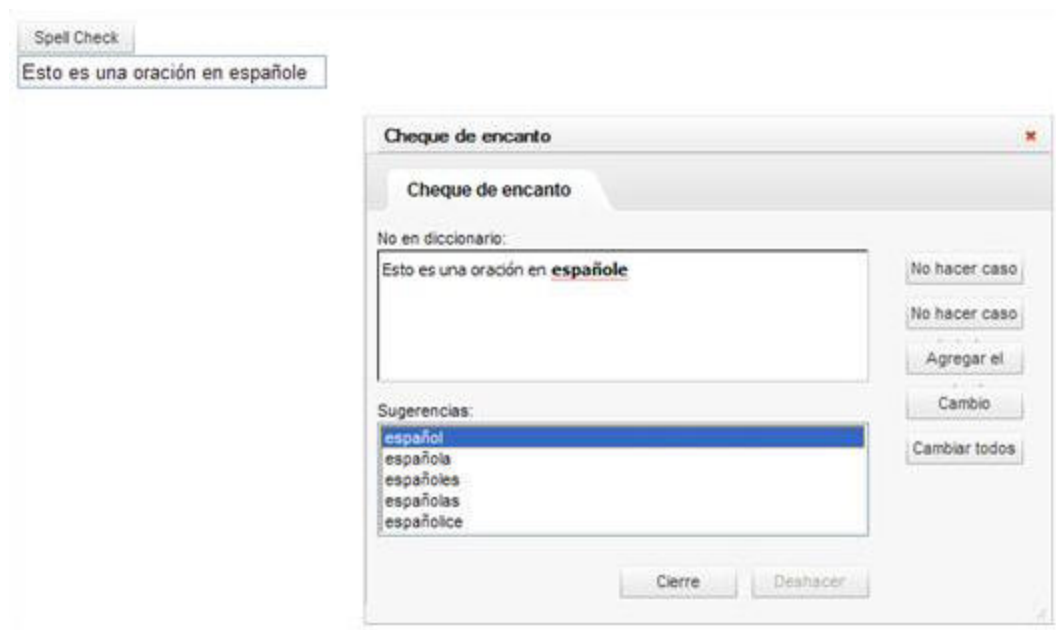 Spell Check
Esto es una oración en españole
Cheque de encanto
Cheque de encanto
No en diccionario:
Esto es una oración en españole
No hacer caso
No hacer caso
Agregar el
Cambio
Cambiar todos
Sugerencias:
español
española
españoles
españolas
españolice
Cierre
Deshacer